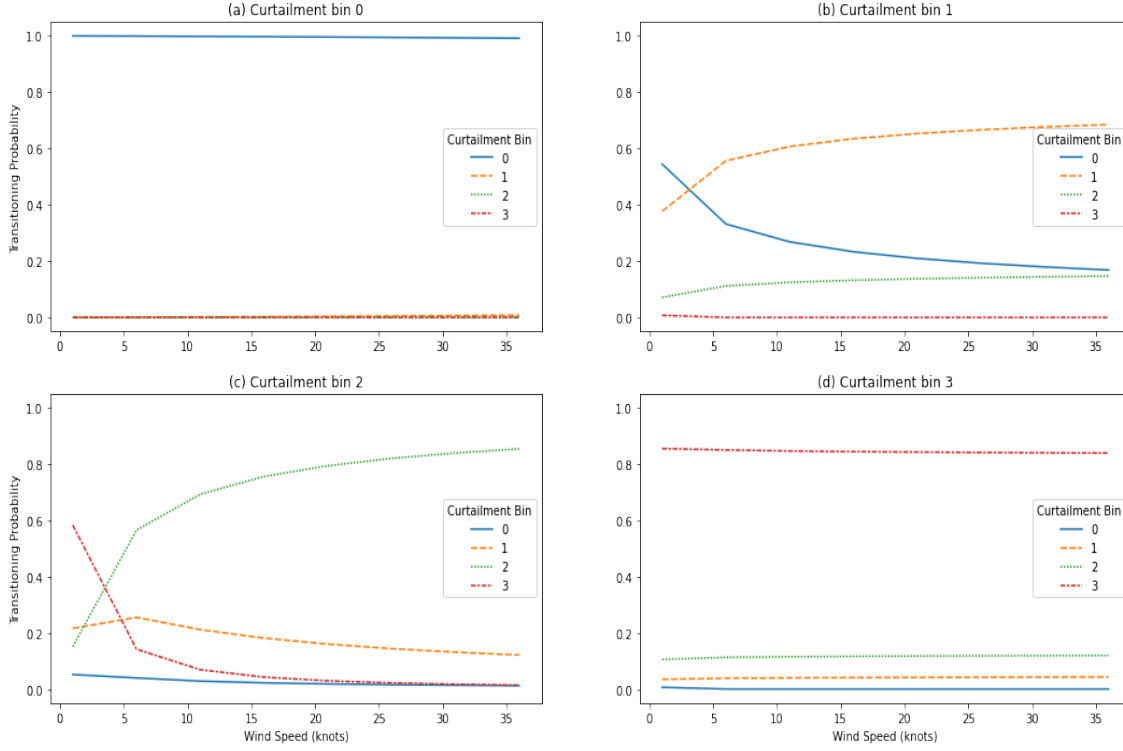 (a) Curtailment bin 0
1.0
0.8
0.6
0.4
0.2
0.0
Transitioning Probability
Curtailment Bin
0
1
2
3
0 5 10 15 20 25 30 35
(b) Curtailment bin 1
1.0
0.8
0.6
0.4
0.2
0.0
Curtailment Bin
0
1
2
3
0 5 10 15 20 25 30 35
(c) Curtailment bin 2
1.0
0.8
0.6
0.4
0.2
0.0
Transitioning Probability
Curtailment Bin
0
1
2
3
0 5 10 15 20 25 30 35
Wind Speed (knots)
(d) Curtailment bin 3
1.0
0.8
0.6
0.4
0.2
0.0
Curtailment Bin
0
1
2
3
0 5 10 15 20 25 30 35
Wind Speed (knots)